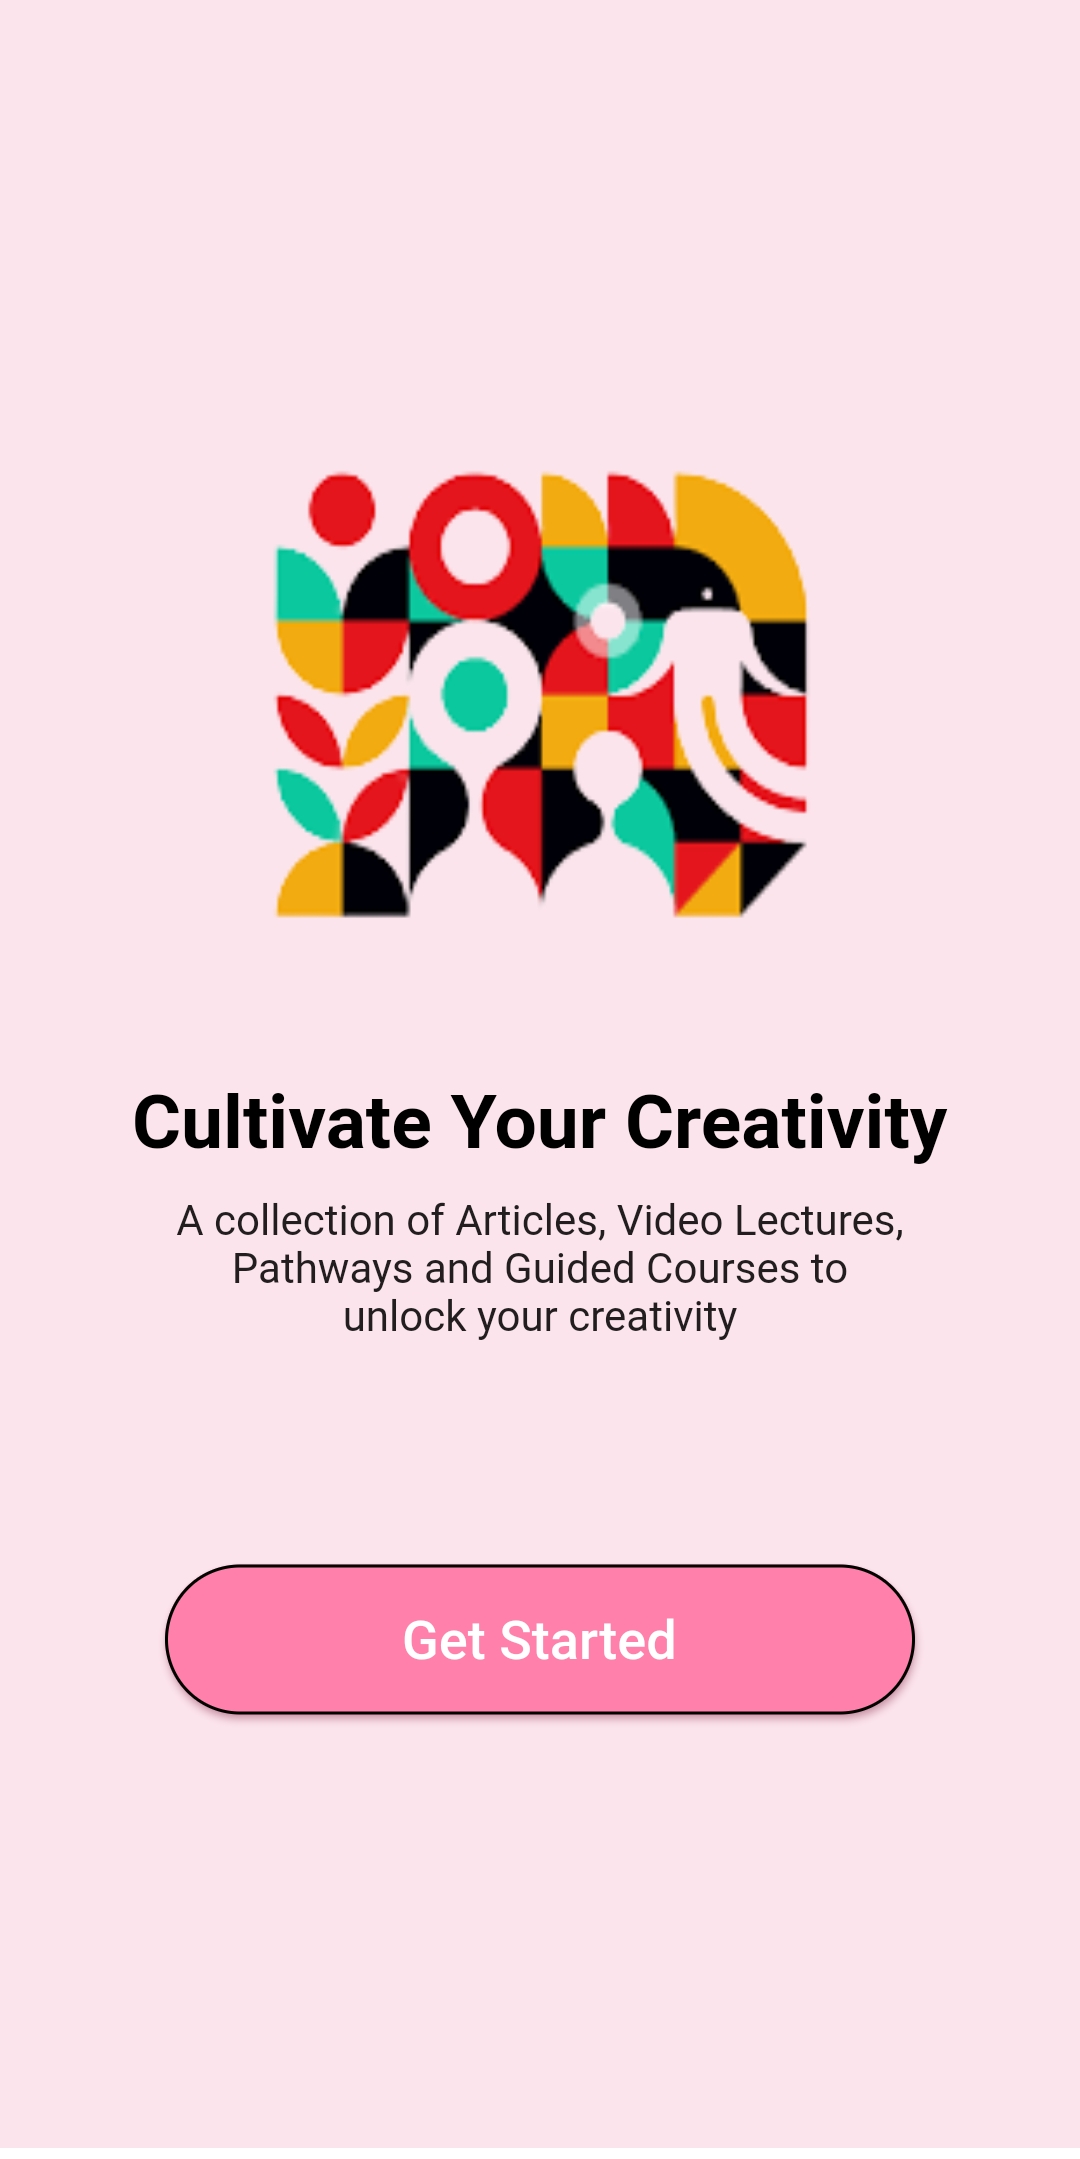 Cultivate Your Creativity
A collection of Articles, Video Lectures,
Pathways and Guided Courses to
unlock your creativity
Get Started